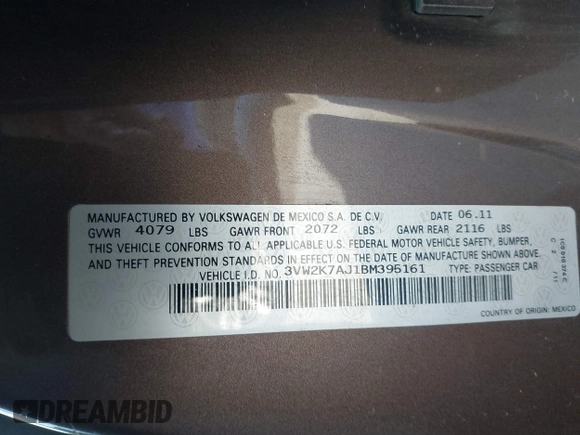 MANUFACTURED BY VOLKSWAGEN DE MEXICO S.A. DE C.V. DATE 06.11
GVWR 4079 LBS GAWR FRONT 2072 LBS GAWR REAR 2116 LBS
THIS VEHICLE CONFORMS TO ALL APPLICABLE U.S. FEDERAL MOTOR VEHICLE SAFETY, BUMPER,
AND THEFT PREVENTION STANDARDS IN EFFECT ON THE DATE OF MANUFACTURE SHOWN ABOVE.
VEHICLE I.D. NO. 3VW2K7AJ1BM395161 TYPE: PASSENGER CAR
COUNTRY OF ORIGIN: MEXICO
DREAMBID